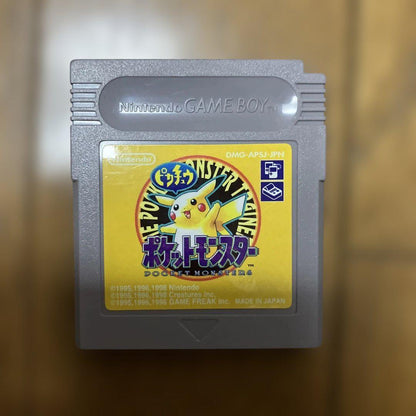 Nintendo GAME BOY
Nintendo
DMG-APSJ-JPN
THE POCKET MONSTER TRAINER
ピカチュウ
ポケットモンスター
TM
POCKET MONSTERS
©1995,1996,1998 Nintendo
©1995,1996,1998 Creatures Inc.
©1995,1996,1998 GAME FREAK Inc. MADE IN JAPAN